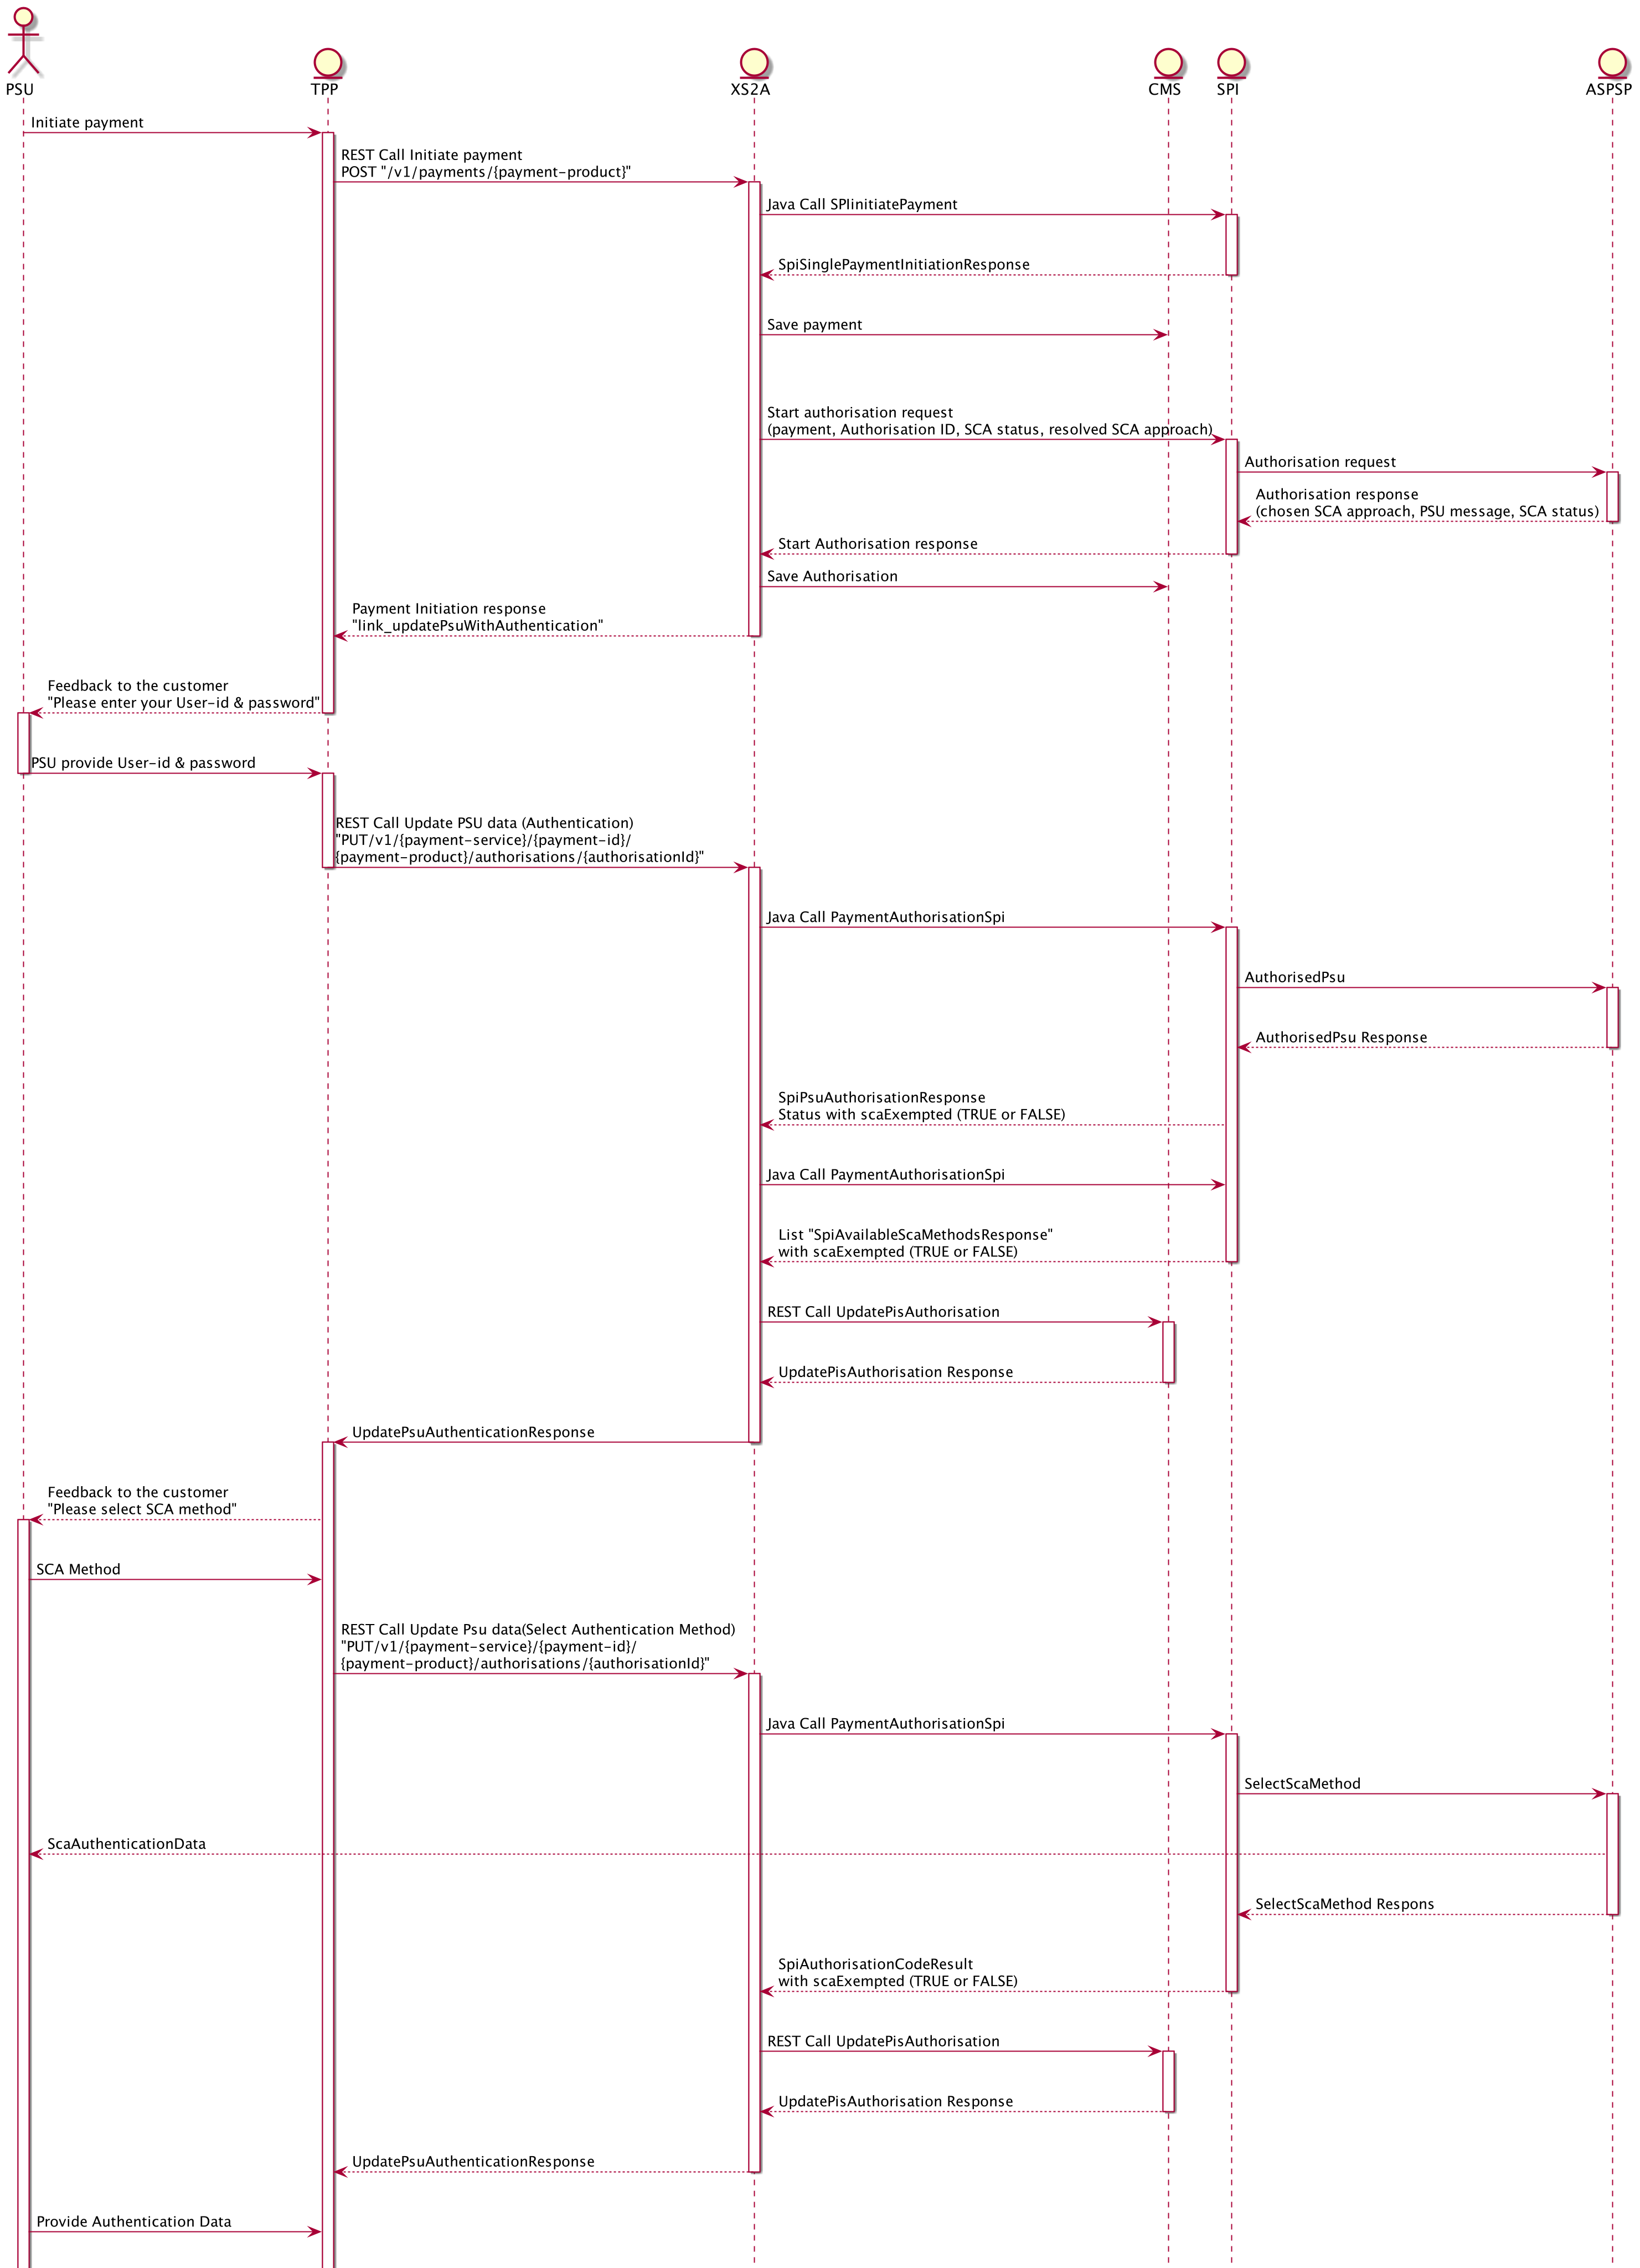 PSU
TPP
XS2A
CMS
SPI
ASPSP
Initiate payment
REST Call Initiate payment
POST "/v1/payments/{payment-product}"
Java Call SPIinitiatePayment
SpiSinglePaymentInitiationResponse
Save payment
Start authorisation request
(payment, Authorisation ID, SCA status, resolved SCA approach)
Authorisation request
Authorisation response
(chosen SCA approach, PSU message, SCA status)
Start Authorisation response
Save Authorisation
Payment Initiation response
"link_updatePsuWithAuthentication"
Feedback to the customer
"Please enter your User-id & password"
PSU provide User-id & password
REST Call Update PSU data (Authentication)
"PUT/v1/{payment-service}/{payment-id}/
{payment-product}/authorisations/{authorisationId}"
Java Call PaymentAuthorisationSpi
AuthorisedPsu
AuthorisedPsu Response
SpiPsuAuthorisationResponse
Status with scaExempted (TRUE or FALSE)
Java Call PaymentAuthorisationSpi
List "SpiAvailableScaMethodsResponse"
with scaExempted (TRUE or FALSE)
REST Call UpdatePisAuthorisation
UpdatePisAuthorisation Response
UpdatePsuAuthenticationResponse
Feedback to the customer
"Please select SCA method"
SCA Method
REST Call Update Psu data(Select Authentication Method)
"PUT/v1/{payment-service}/{payment-id}/
{payment-product}/authorisations/{authorisationId}"
Java Call PaymentAuthorisationSpi
SelectScaMethod
ScaAuthenticationData
SelectScaMethod Respons
SpiAuthorisationCodeResult
with scaExempted (TRUE or FALSE)
REST Call UpdatePisAuthorisation
UpdatePisAuthorisation Response
UpdatePsuAuthenticationResponse
Provide Authentication Data